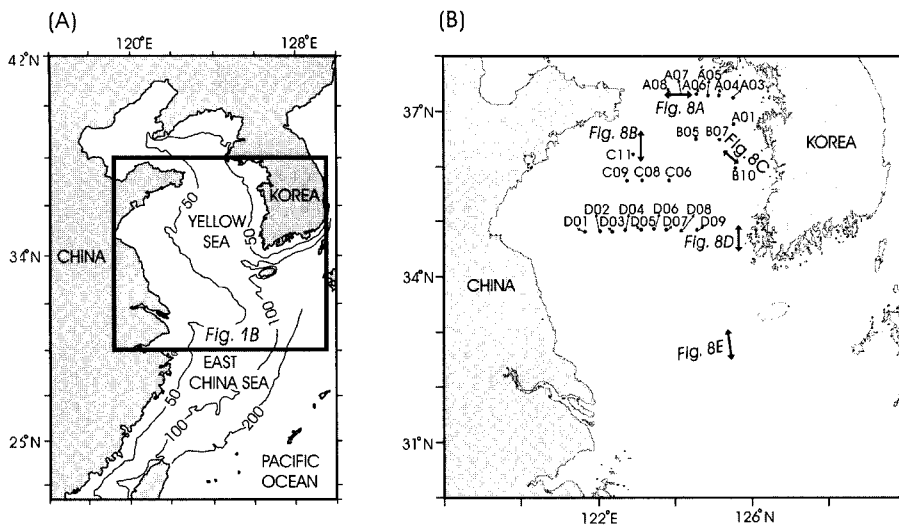 (A)
120°E 128°E
42°N
34°N
25°N
CHINA
KOREA
YELLOW
SEA
50
50
100
Fig. 1B
EAST
CHINA SEA
50
100
200
PACIFIC
OCEAN
(B)
37°N
34°N
31°N
122°E 126°N
A07 A05
A08 A06 A04 A03
Fig. 8A
A01
Fig. 8B B05 B07
Fig. 8C
C11
B10
C09 C08 C06
D02 D04 D06 D08
D01 D03 D05 D07 D09
Fig. 8D
Fig. 8E
KOREA
CHINA